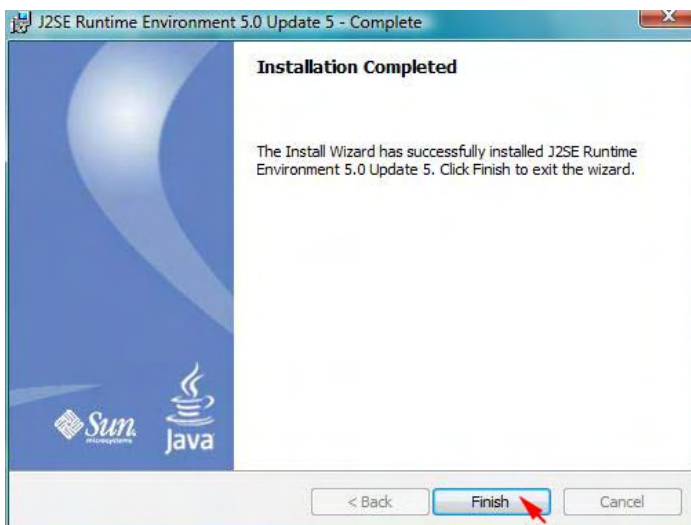 J2SE Runtime Environment 5.0 Update 5 - Complete
Installation Completed
The Install Wizard has successfully installed J2SE Runtime
Environment 5.0 Update 5. Click Finish to exit the wizard.
Sun
microsystems
Java
< Back
Finish
Cancel